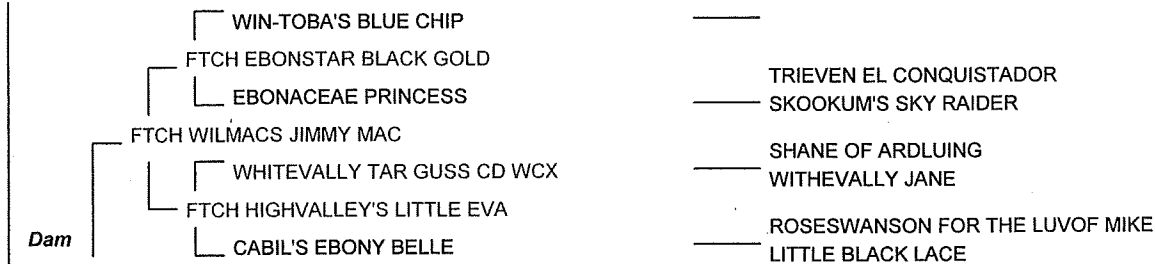 WIN-TOBA'S BLUE CHIP
FTCH EBONSTAR BLACK GOLD
TRIEVEN EL CONQUISTADOR
EBONACEAE PRINCESS
SKOOKUM'S SKY RAIDER
FTCH WILMACS JIMMY MAC
SHANE OF ARDLUING
WHITEVALLY TAR GUSS CD WCX
WITHEVALLY JANE
FTCH HIGHVALLEY'S LITTLE EVA
ROSESWANSON FOR THE LUVOF MIKE
Dam
CABIL'S EBONY BELLE
LITTLE BLACK LACE